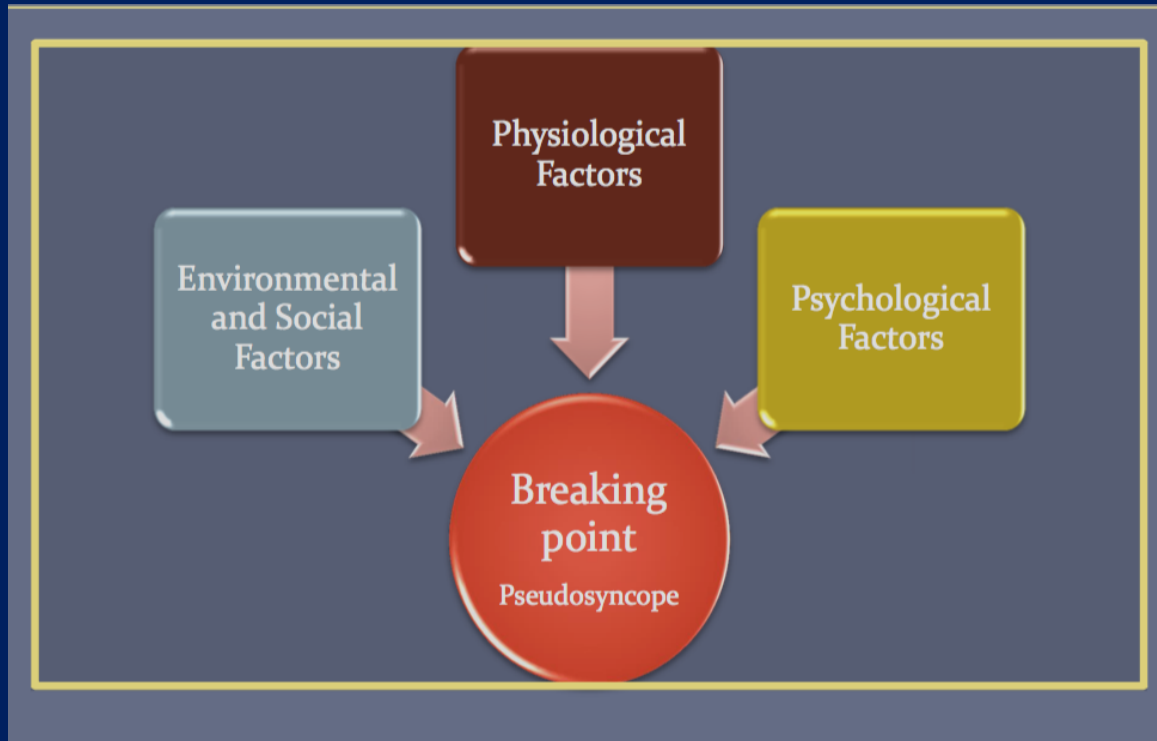 Physiological
Factors
Environmental
and Social
Factors
Psychological
Factors
Breaking
point
Pseudosyncope